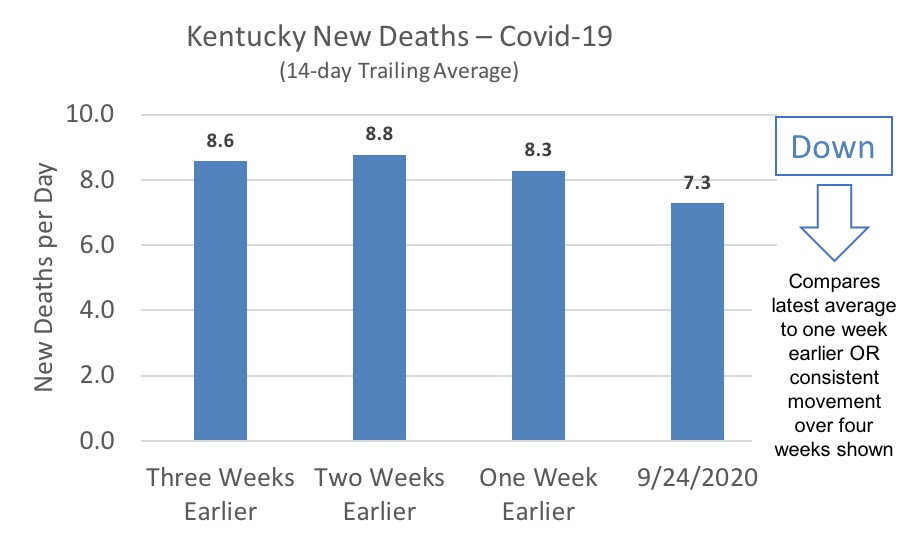 Kentucky New Deaths – Covid-19
(14-day Trailing Average)
New Deaths per Day
10.0
8.0
6.0
4.0
2.0
0.0
8.6
8.8
8.3
7.3
Three Weeks
Earlier
Two Weeks
Earlier
One Week
Earlier
9/24/2020
Down
Compares
latest average
to one week
earlier OR
consistent
movement
over four
weeks shown